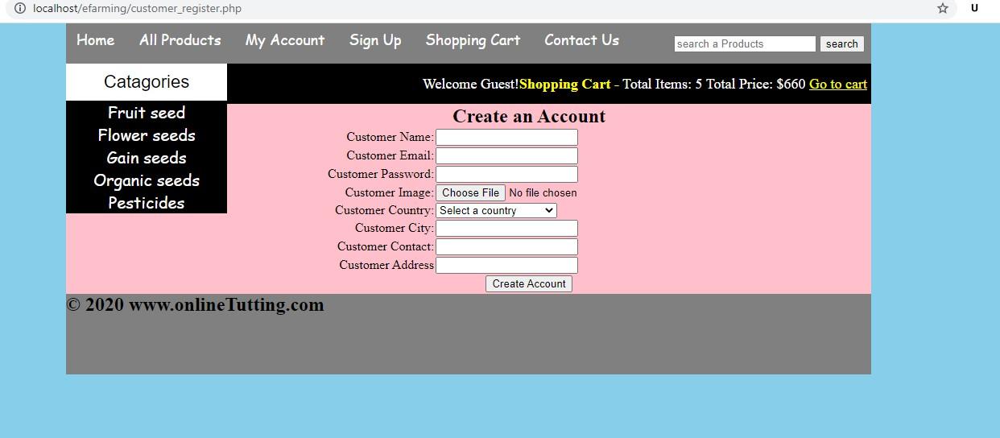 localhost/efarming/customer_register.php U
Home All Products My Account Sign Up Shopping Cart Contact Us search a Products search
Catagories
Welcome Guest!Shopping Cart - Total Items: 5 Total Price: $660 Go to cart
Fruit seed
Flower seeds
Gain seeds
Organic seeds
Pesticides
Create an Account
Customer Name:
Customer Email:
Customer Password:
Customer Image: Choose File No file chosen
Customer Country: Select a country
Customer City:
Customer Contact:
Customer Address
Create Account
© 2020 www.onlineTutting.com